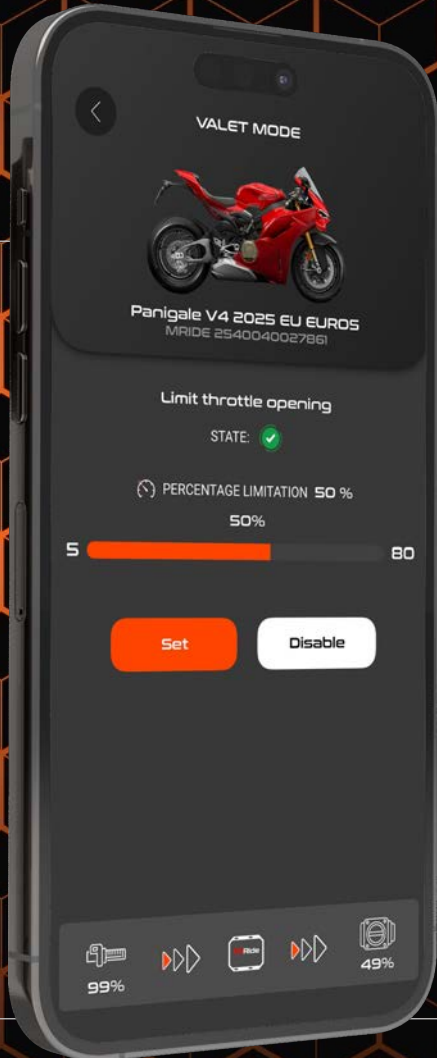 VALET MODE
Panigale V4 2025 EU EURO5
MRIDE 2540040027861
Limit throttle opening
STATE:
PERCENTAGE LIMITATION 50 %
50%
5 80
Set Disable
99% 49%